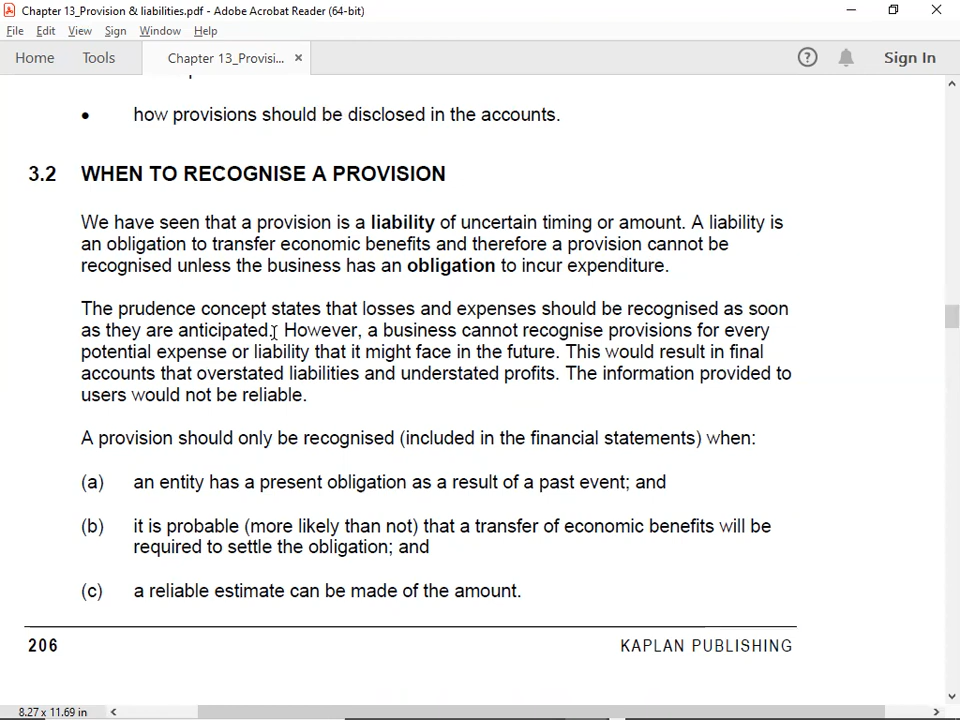 Chapter 13_Provision & liabilities.pdf - Adobe Acrobat Reader (64-bit)
File Edit View Sign Window Help
Home Tools Chapter 13_Provisi... × ? Sign In
• how provisions should be disclosed in the accounts.
3.2 WHEN TO RECOGNISE A PROVISION
We have seen that a provision is a liability of uncertain timing or amount. A liability is
an obligation to transfer economic benefits and therefore a provision cannot be
recognised unless the business has an obligation to incur expenditure.
The prudence concept states that losses and expenses should be recognised as soon
as they are anticipated. However, a business cannot recognise provisions for every
potential expense or liability that it might face in the future. This would result in final
accounts that overstated liabilities and understated profits. The information provided to
users would not be reliable.
A provision should only be recognised (included in the financial statements) when:
(a) an entity has a present obligation as a result of a past event; and
(b) it is probable (more likely than not) that a transfer of economic benefits will be
required to settle the obligation; and
(c) a reliable estimate can be made of the amount.
206 KAPLAN PUBLISHING
8.27 x 11.69 in